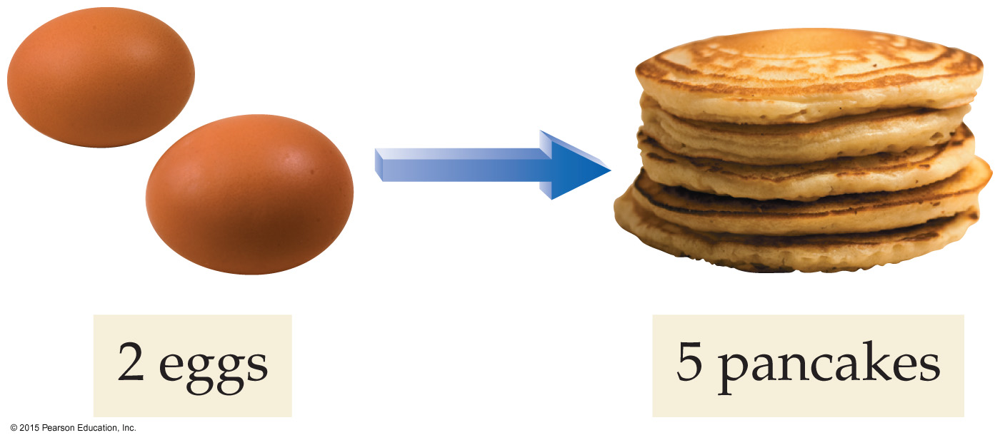 2 eggs
5 pancakes
© 2015 Pearson Education, Inc.